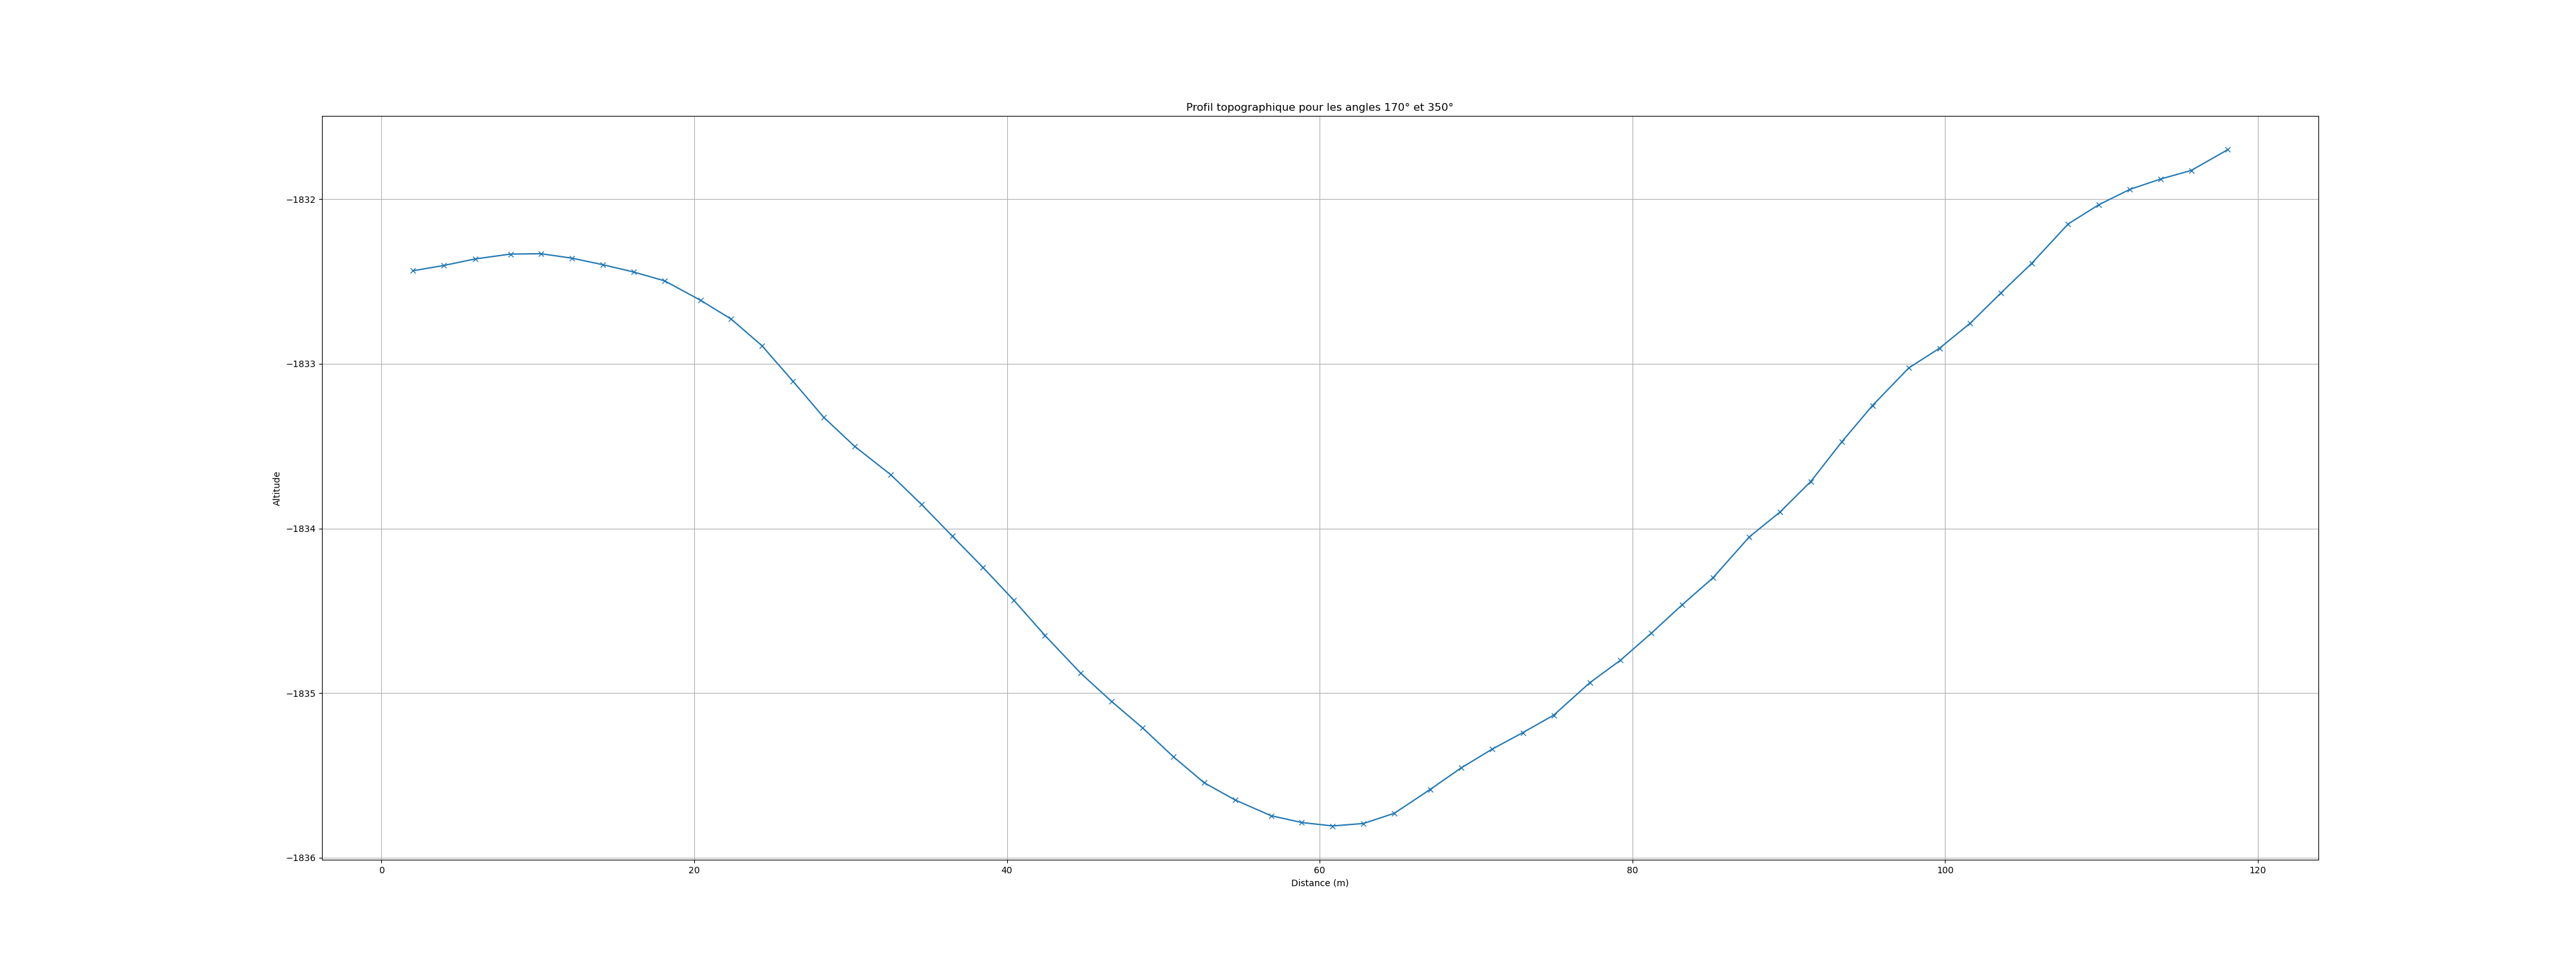 Profil topographique pour les angles 170° et 350°
−1832
−1833
−1834
−1835
−1836
Altitude
0 20 40 60 80 100 120
Distance (m)